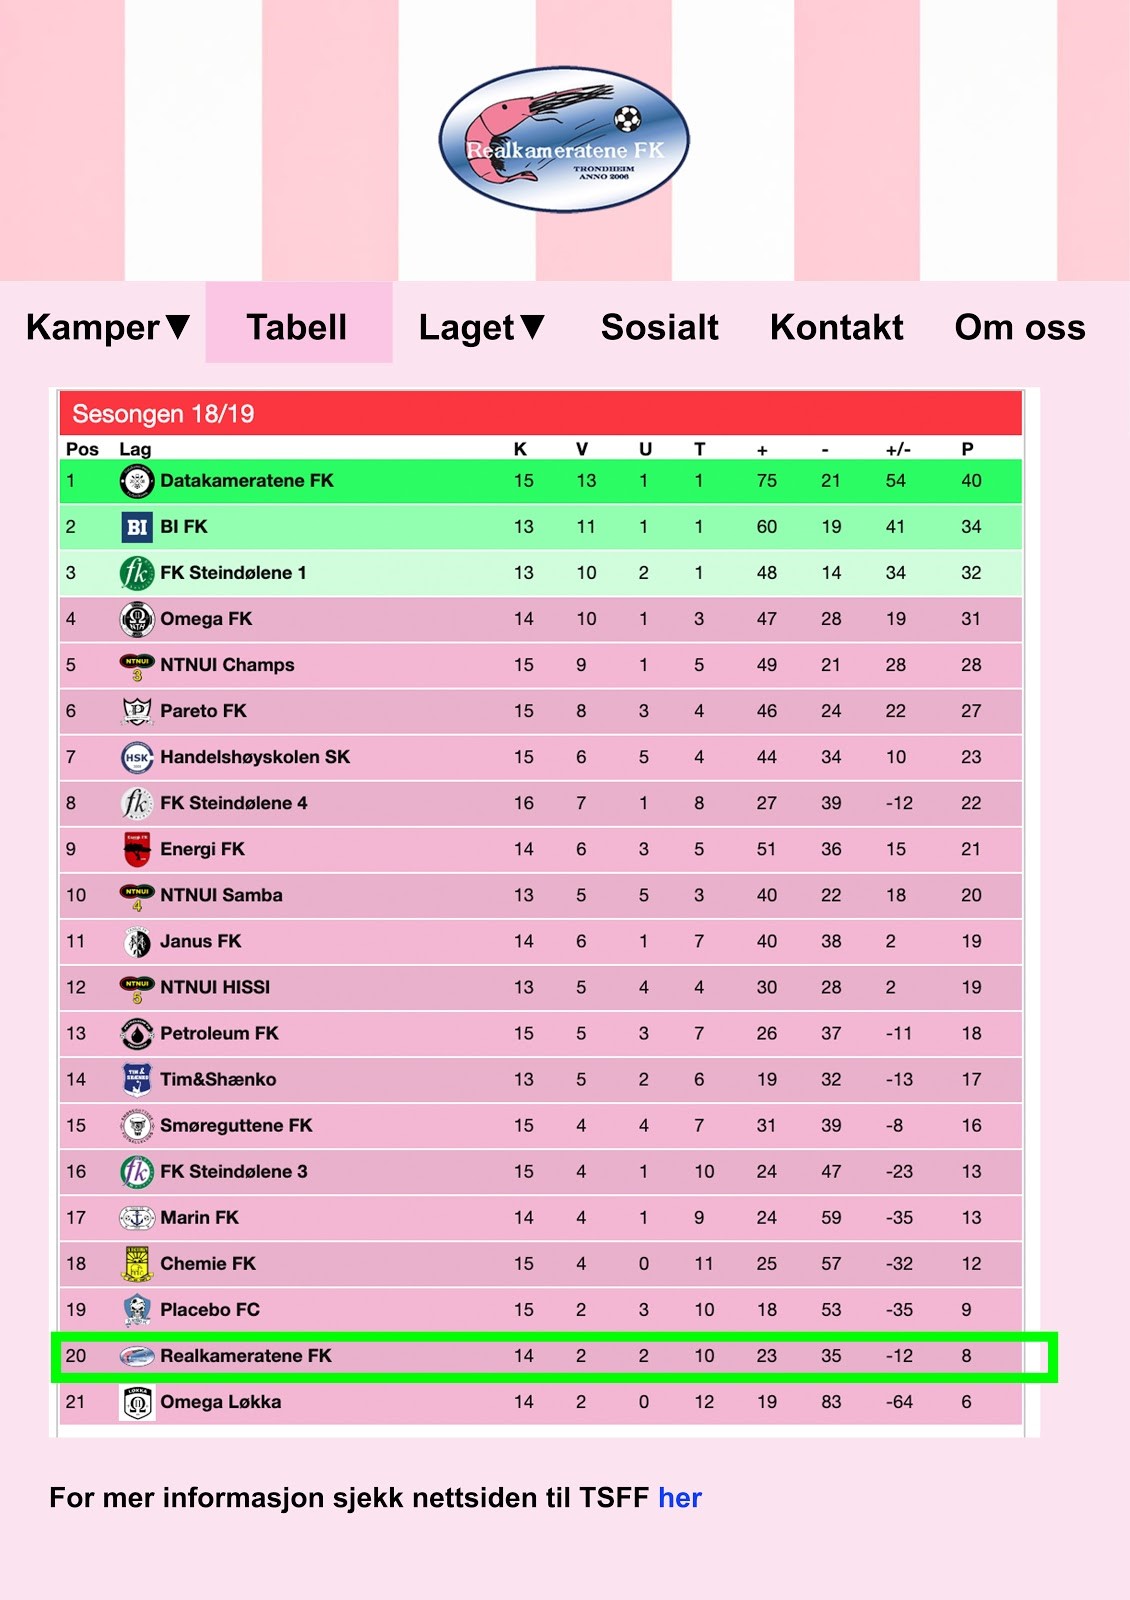 Realkameratene FK
TRONDHEIM
ANNO 2006
Kamper▼ Tabell Laget▼ Sosialt Kontakt Om oss
Sesongen 18/19
Pos Lag K V U T + - +/- P
1 Datakameratene FK 15 13 1 1 75 21 54 40
2 BI BI FK 13 11 1 1 60 19 41 34
3 fk FK Steindølene 1 13 10 2 1 48 14 34 32
4 Omega FK 14 10 1 3 47 28 19 31
5 NTNUI 3 NTNUI Champs 15 9 1 5 49 21 28 28
6 P Pareto FK 15 8 3 4 46 24 22 27
7 HSK Handelshøyskolen SK 15 6 5 4 44 34 10 23
8 fk FK Steindølene 4 16 7 1 8 27 39 -12 22
9 Energi FK 14 6 3 5 51 36 15 21
10 NTNUI 4 NTNUI Samba 13 5 5 3 40 22 18 20
11 Janus FK 14 6 1 7 40 38 2 19
12 NTNUI 5 NTNUI HISSI 13 5 4 4 30 28 2 19
13 Petroleum FK 15 5 3 7 26 37 -11 18
14 Tim&Shænko 13 5 2 6 19 32 -13 17
15 Smøreguttene FK 15 4 4 7 31 39 -8 16
16 fk FK Steindølene 3 15 4 1 10 24 47 -23 13
17 Marin FK 14 4 1 9 24 59 -35 13
18 Chemie FK 15 4 0 11 25 57 -32 12
19 Placebo FC 15 2 3 10 18 53 -35 9
20 Realkameratene FK 14 2 2 10 23 35 -12 8
21 LØKKA Ω Omega Løkka 14 2 0 12 19 83 -64 6
For mer informasjon sjekk nettsiden til TSFF her